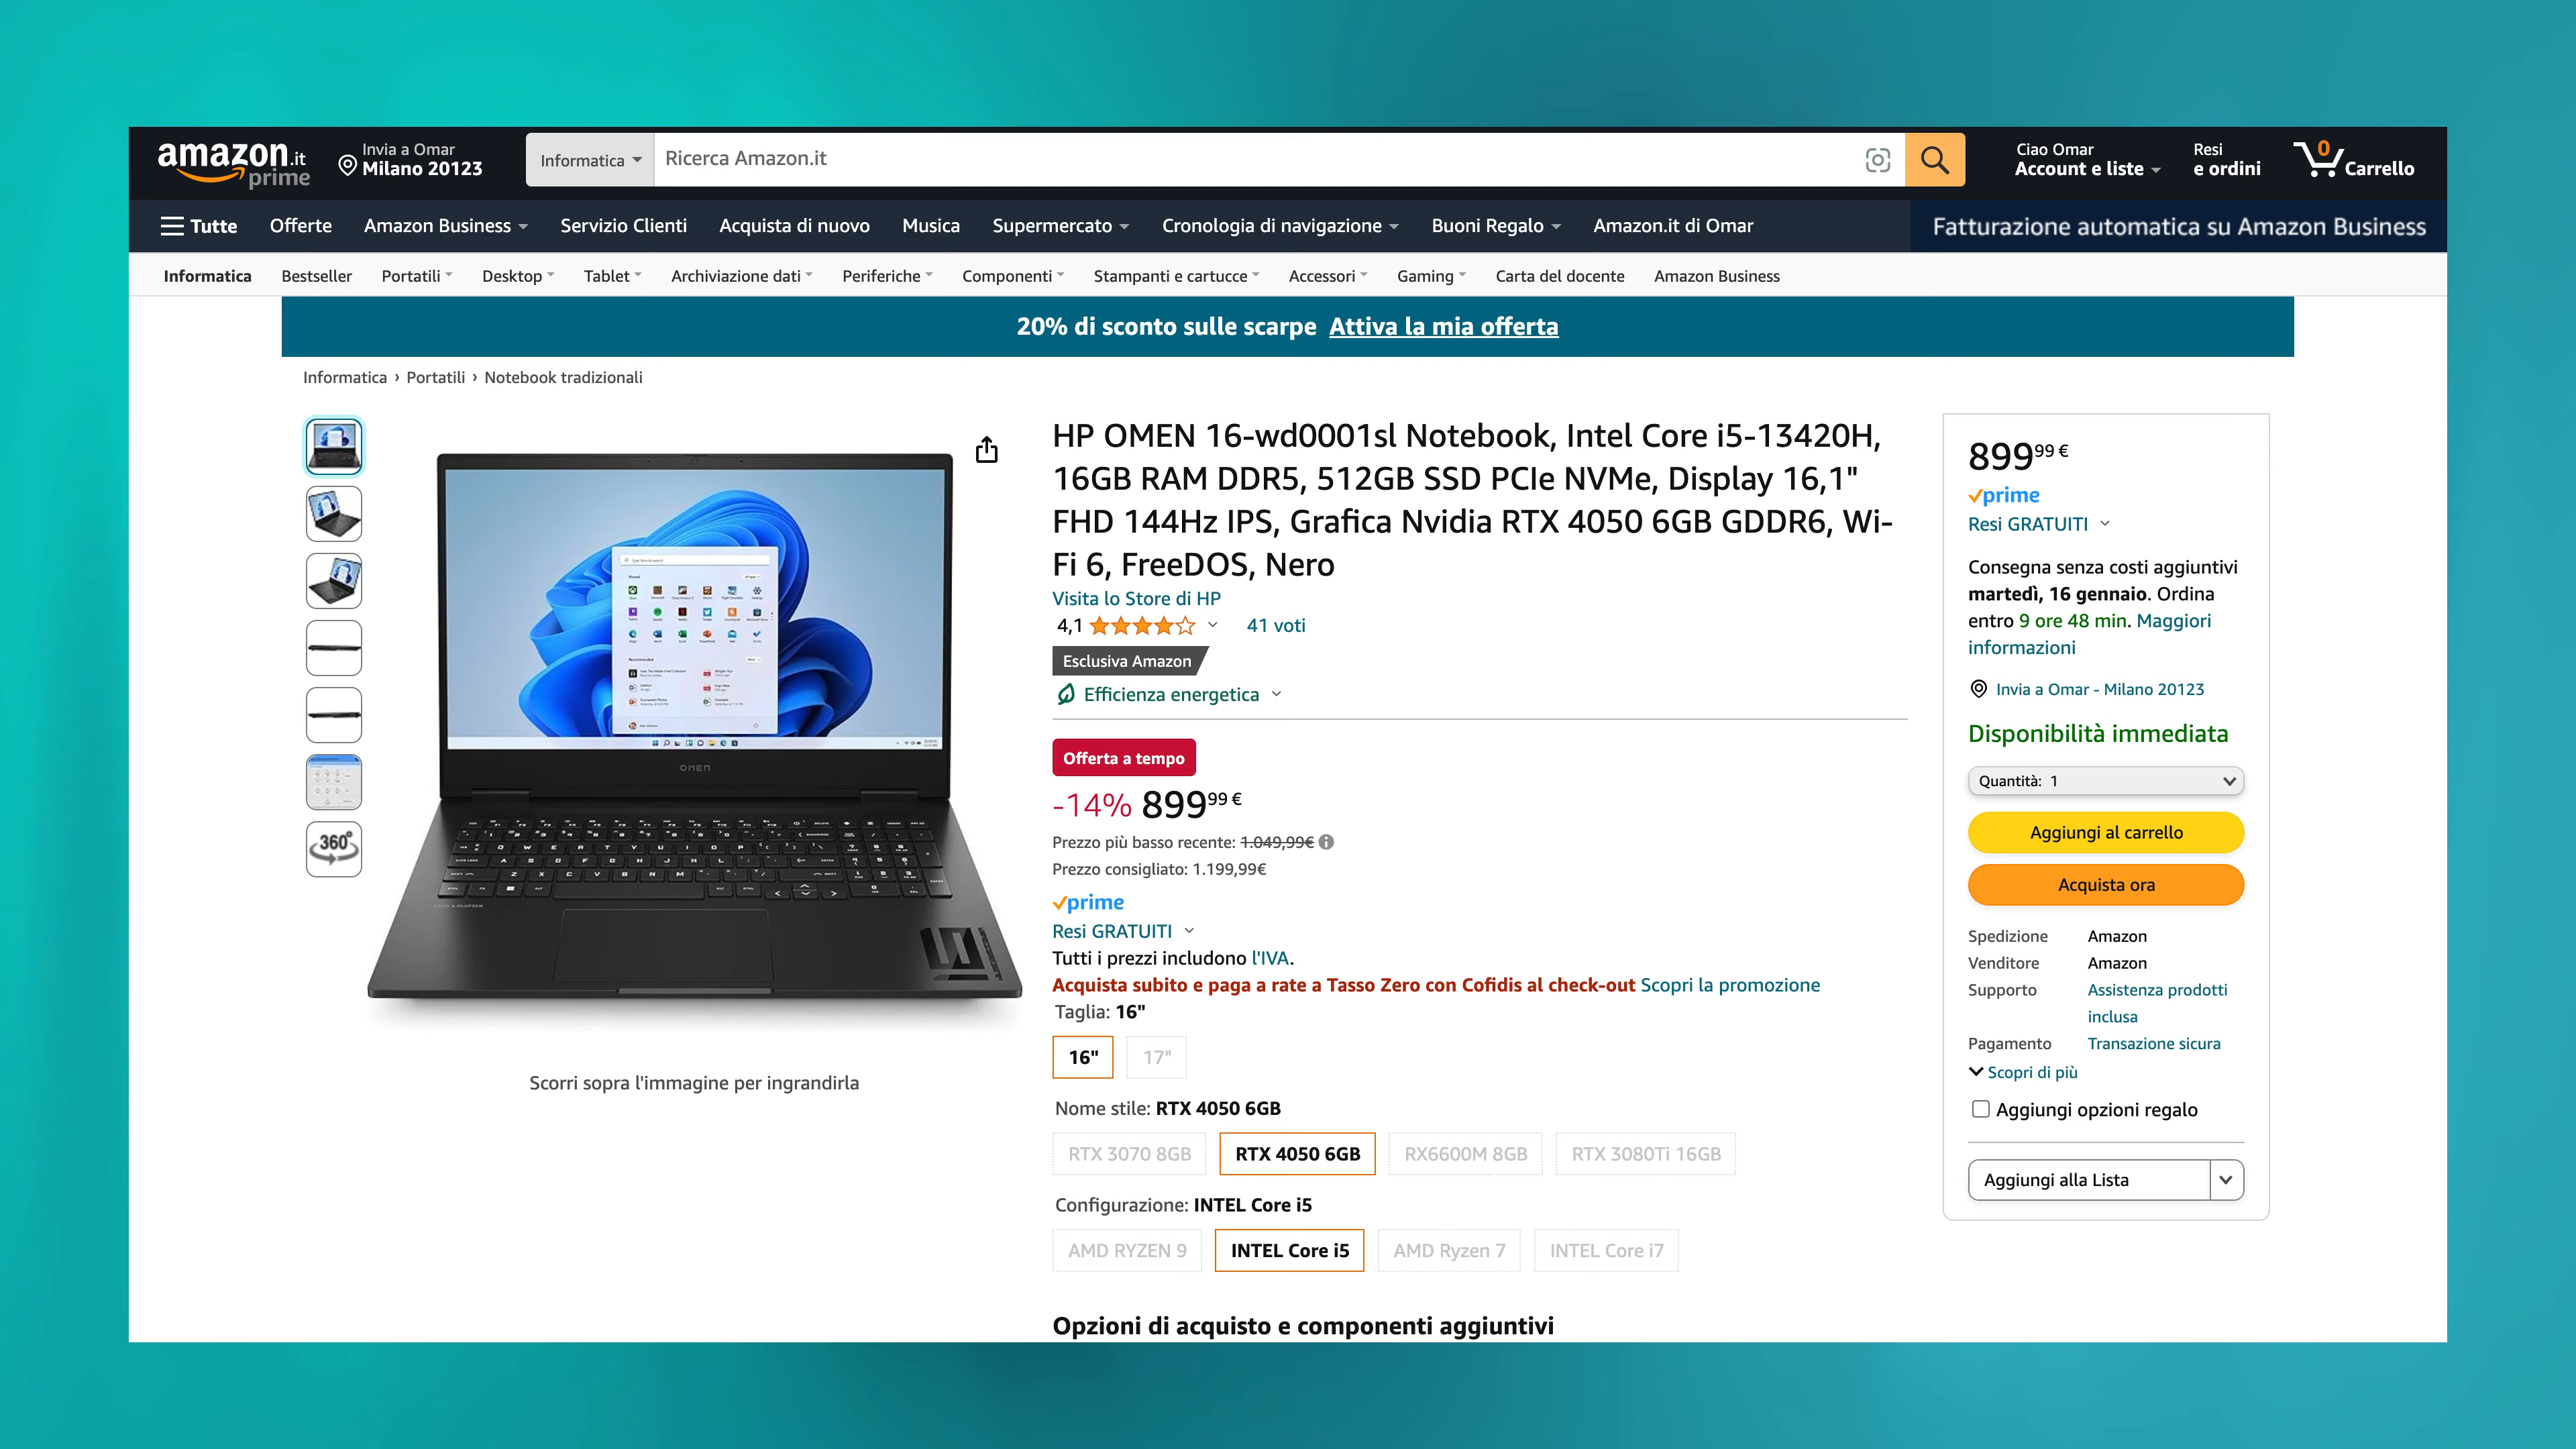 amazon.it
prime
Invia a Omar
Milano 20123
Informatica
Ricerca Amazon.it
Ciao Omar
Account e liste
Resi
e ordini
0
Carrello
Tutte
Offerte
Amazon Business
Servizio Clienti
Acquista di nuovo
Musica
Supermercato
Cronologia di navigazione
Buoni Regalo
Amazon.it di Omar
Fatturazione automatica su Amazon Business
Informatica
Bestseller
Portatili
Desktop
Tablet
Archiviazione dati
Periferiche
Componenti
Stampanti e cartucce
Accessori
Gaming
Carta del docente
Amazon Business
20% di sconto sulle scarpe Attiva la mia offerta
Informatica › Portatili › Notebook tradizionali
360°
OMEN
Scorri sopra l'immagine per ingrandirla
HP OMEN 16-wd0001sl Notebook, Intel Core i5-13420H,
16GB RAM DDR5, 512GB SSD PCIe NVMe, Display 16,1"
FHD 144Hz IPS, Grafica Nvidia RTX 4050 6GB GDDR6, Wi-
Fi 6, FreeDOS, Nero
Visita lo Store di HP
4,1
41 voti
Esclusiva Amazon
Efficienza energetica
Offerta a tempo
-14% 89999 €
Prezzo più basso recente: 1.049,99€
Prezzo consigliato: 1.199,99€
prime
Resi GRATUITI
Tutti i prezzi includono l'IVA.
Acquista subito e paga a rate a Tasso Zero con Cofidis al check-out Scopri la promozione
Taglia: 16"
16"
17"
Nome stile: RTX 4050 6GB
RTX 3070 8GB
RTX 4050 6GB
RX6600M 8GB
RTX 3080Ti 16GB
Configurazione: INTEL Core i5
AMD RYZEN 9
INTEL Core i5
AMD Ryzen 7
INTEL Core i7
Opzioni di acquisto e componenti aggiuntivi
89999 €
prime
Resi GRATUITI
Consegna senza costi aggiuntivi
martedì, 16 gennaio. Ordina
entro 9 ore 48 min. Maggiori
informazioni
Invia a Omar - Milano 20123
Disponibilità immediata
Quantità: 1
Aggiungi al carrello
Acquista ora
Spedizione Amazon
Venditore Amazon
Supporto Assistenza prodotti
inclusa
Pagamento Transazione sicura
Scopri di più
Aggiungi opzioni regalo
Aggiungi alla Lista